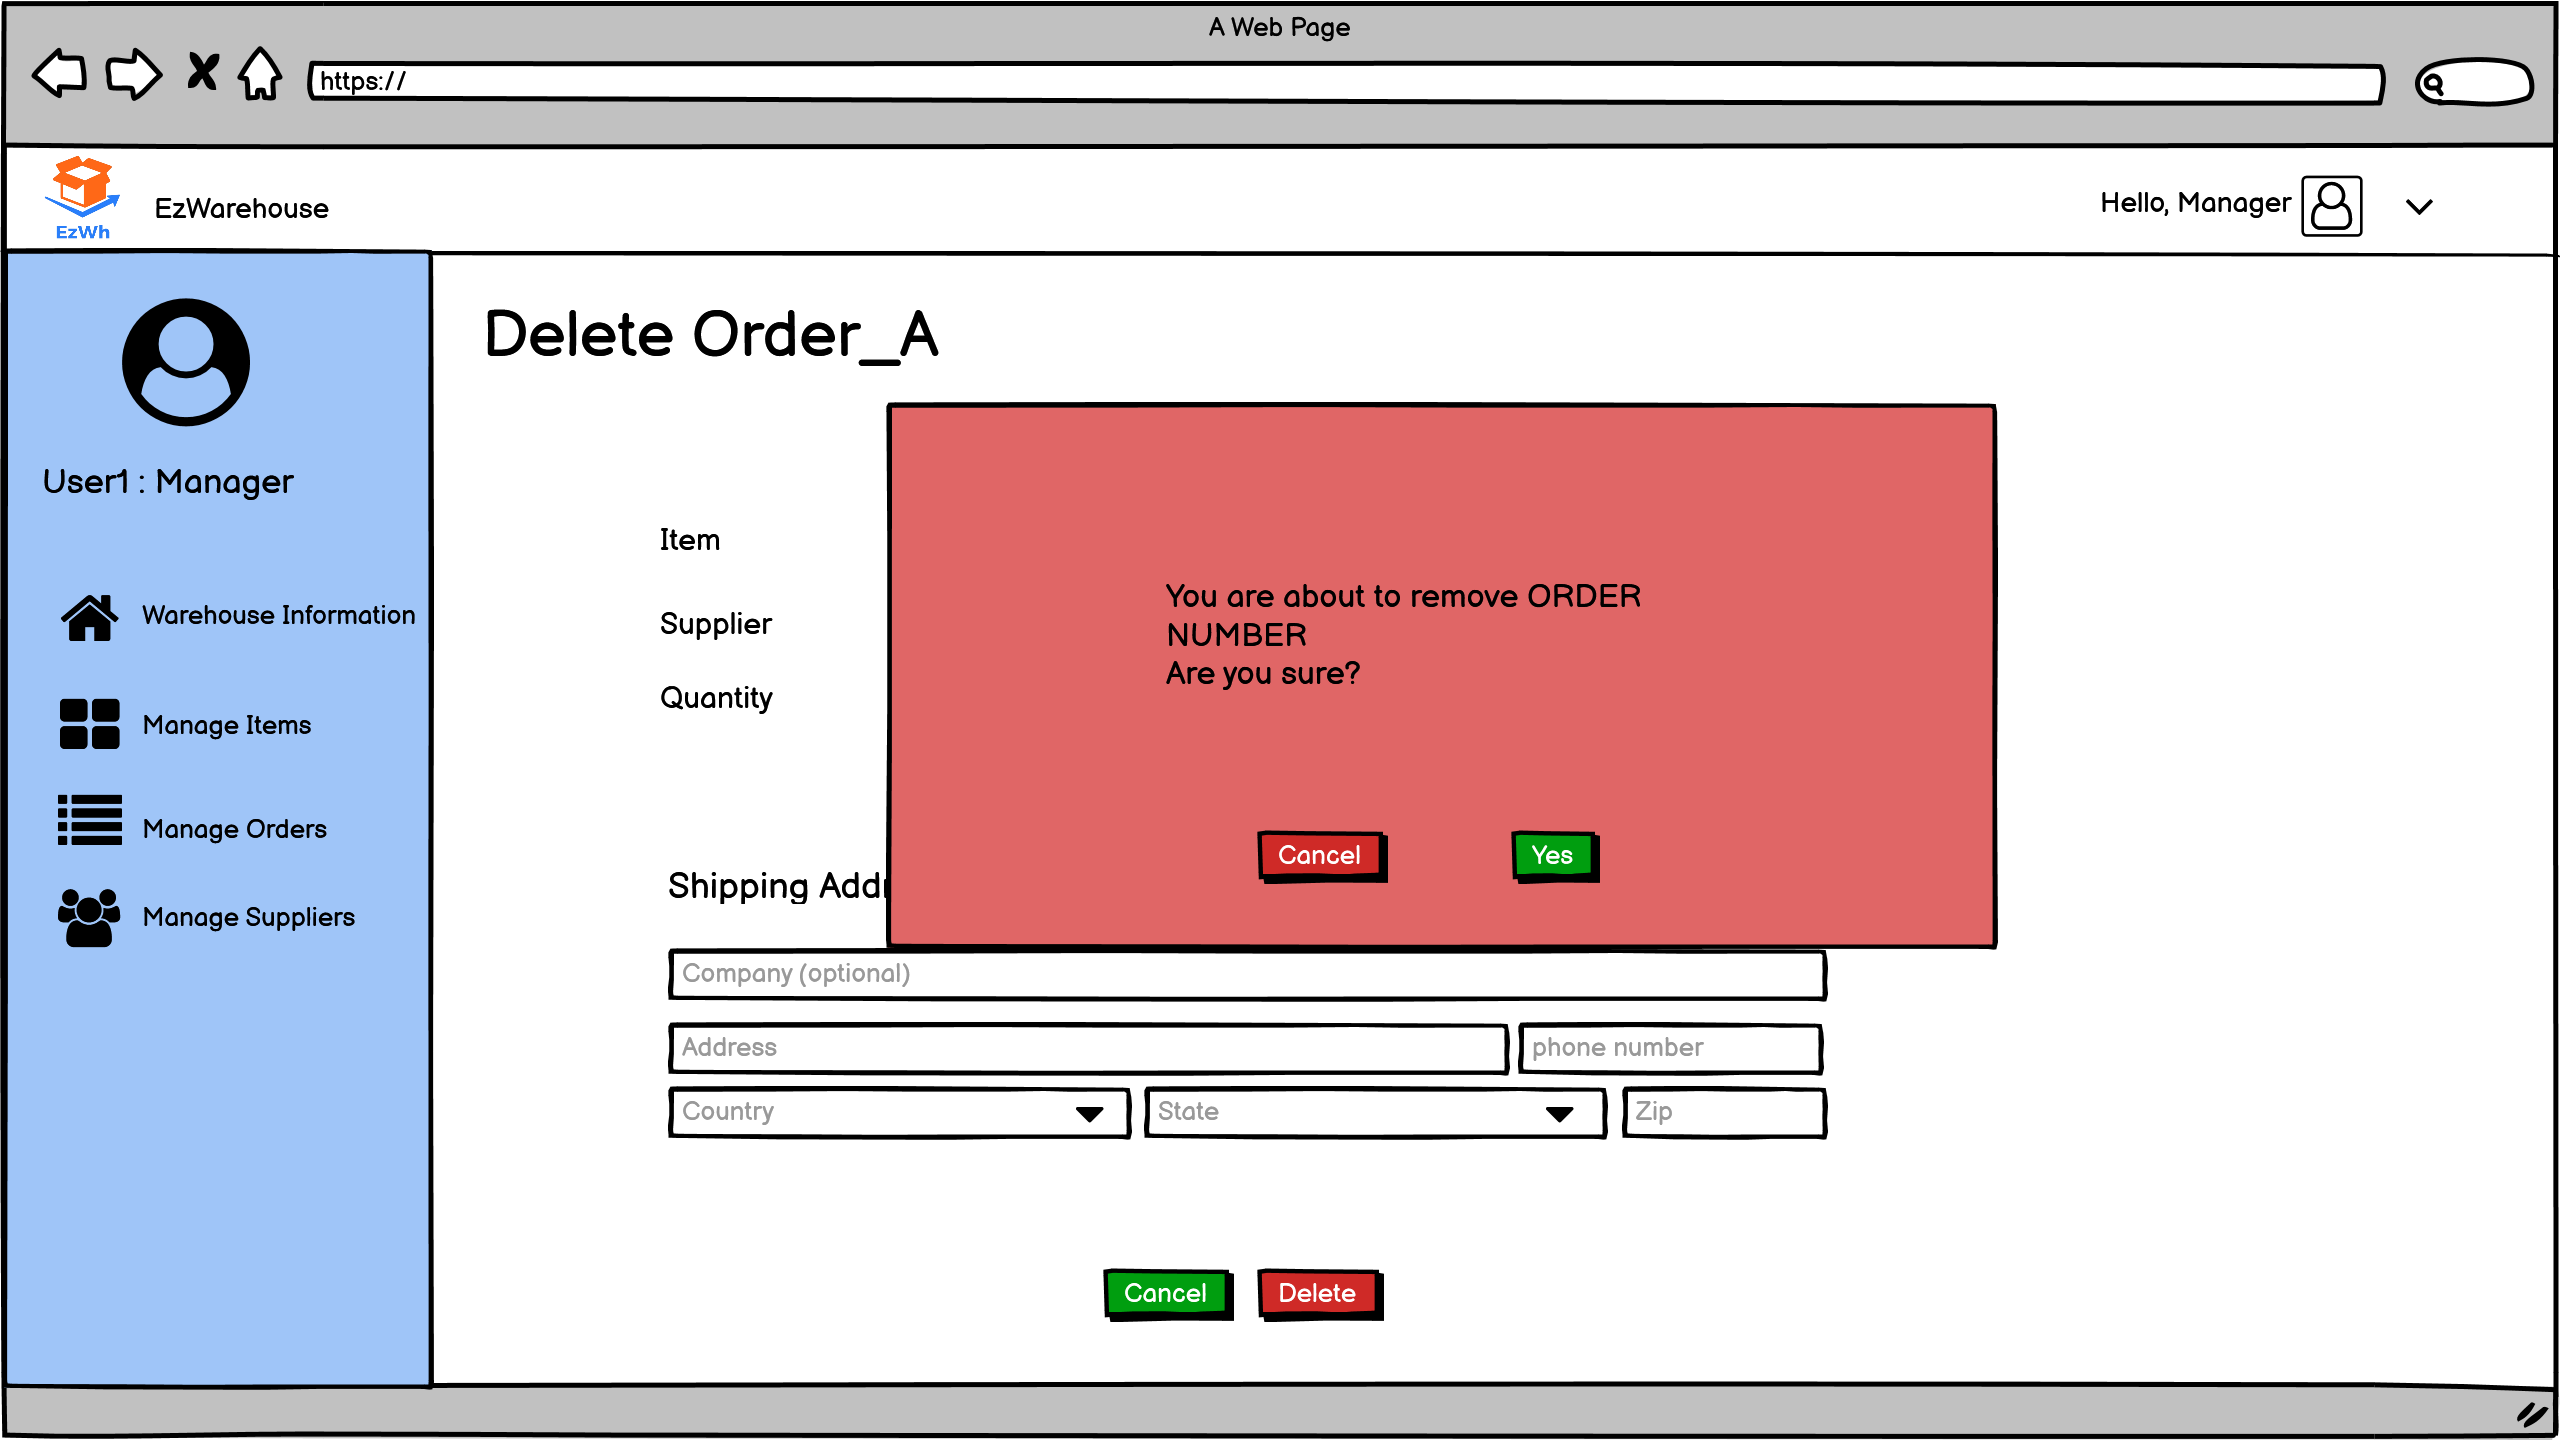 A Web Page
https://
EzWh
EzWarehouse
Hello, Manager
User1 : Manager
Warehouse Information
Manage Items
Manage Orders
Manage Suppliers
Delete Order_A
Item
Supplier
Quantity
Shipping Addr
You are about to remove ORDER
NUMBER
Are you sure?
Cancel
Yes
Company (optional)
Address
phone number
Country
State
Zip
Cancel
Delete